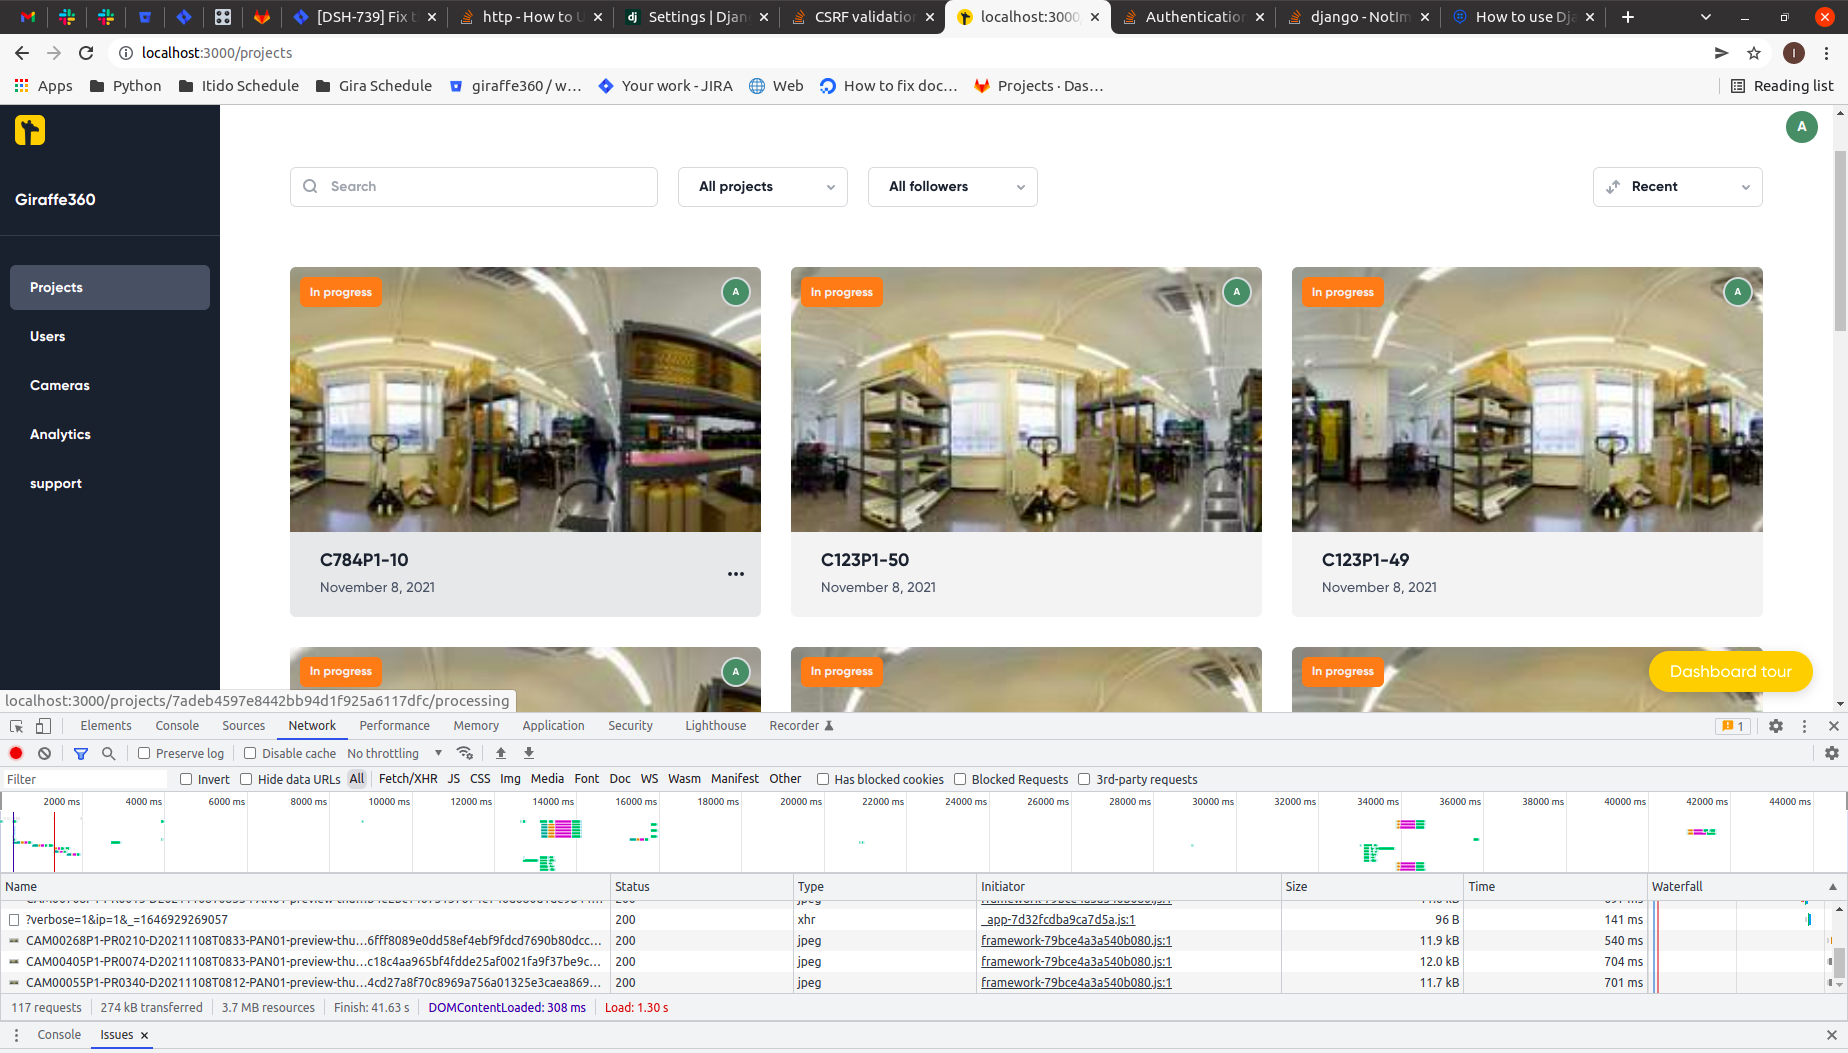 [DSH-739] Fix t
http - How to U
Settings | Djan
CSRF validation
localhost:3000
Authentication
django - NotIm
How to use Dja
localhost:3000/projects
I
Apps
Python
Itido Schedule
Gira Schedule
giraffe360 / w...
Your work - JIRA
Web
How to fix doc...
Projects · Das...
Reading list
A
Giraffe360
Search
All projects
All followers
Recent
Projects
Users
Cameras
Analytics
support
In progress
A
In progress
A
In progress
A
C784P1-10
November 8, 2021
C123P1-50
November 8, 2021
C123P1-49
November 8, 2021
In progress
A
In progress
In progress
Dashboard tour
localhost:3000/projects/7adeb4597e8442bb94d1f925a6117dfc/processing
Elements Console Sources Network Performance Memory Application Security Lighthouse Recorder
1
Preserve log Disable cache No throttling
Filter Invert Hide data URLs All Fetch/XHR JS CSS Img Media Font Doc WS Wasm Manifest Other Has blocked cookies Blocked Requests 3rd-party requests
2000 ms 4000 ms 6000 ms 8000 ms 10000 ms 12000 ms 14000 ms 16000 ms 18000 ms 20000 ms 22000 ms 24000 ms 26000 ms 28000 ms 30000 ms 32000 ms 34000 ms 36000 ms 38000 ms 40000 ms 42000 ms 44000 ms
Name Status Type Initiator Size Time Waterfall
?verbose=1&ip=1&_=1646929269057 200 xhr _app-7d32fcdba9ca7d5a.js:1 96 B 141 ms
CAM00268P1-PR0210-D20211108T0833-PAN01-preview-thu...6fff8089e0dd58ef4ebf9fdcd7690b80dcc... 200 jpeg framework-79bce4a3a540b080.js:1 11.9 kB 540 ms
CAM00405P1-PR0074-D20211108T0833-PAN01-preview-thu...c18c4aa965bf4fdde25af0021fa9f37be9c... 200 jpeg framework-79bce4a3a540b080.js:1 12.0 kB 704 ms
CAM00055P1-PR0340-D20211108T0812-PAN01-preview-thu...4cd27a8f70c8969a756a01325e3caea869... 200 jpeg framework-79bce4a3a540b080.js:1 11.7 kB 701 ms
117 requests 274 kB transferred 3.7 MB resources Finish: 41.63 s DOMContentLoaded: 308 ms Load: 1.30 s
Console Issues